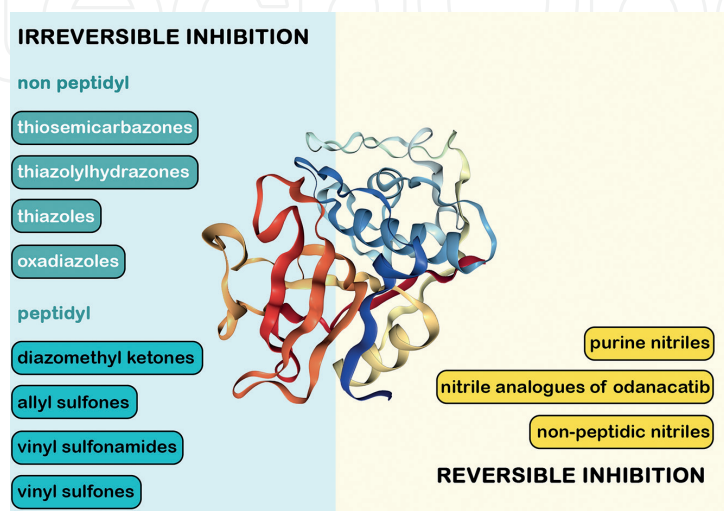 IRREVERSIBLE INHIBITION
non peptidyl
thiosemicarbazones
thiazolylhydrazones
thiazoles
oxadiazoles
peptidyl
diazomethyl ketones
allyl sulfones
vinyl sulfonamides
vinyl sulfones
purine nitriles
nitrile analogues of odanacatib
non-peptidic nitriles
REVERSIBLE INHIBITION